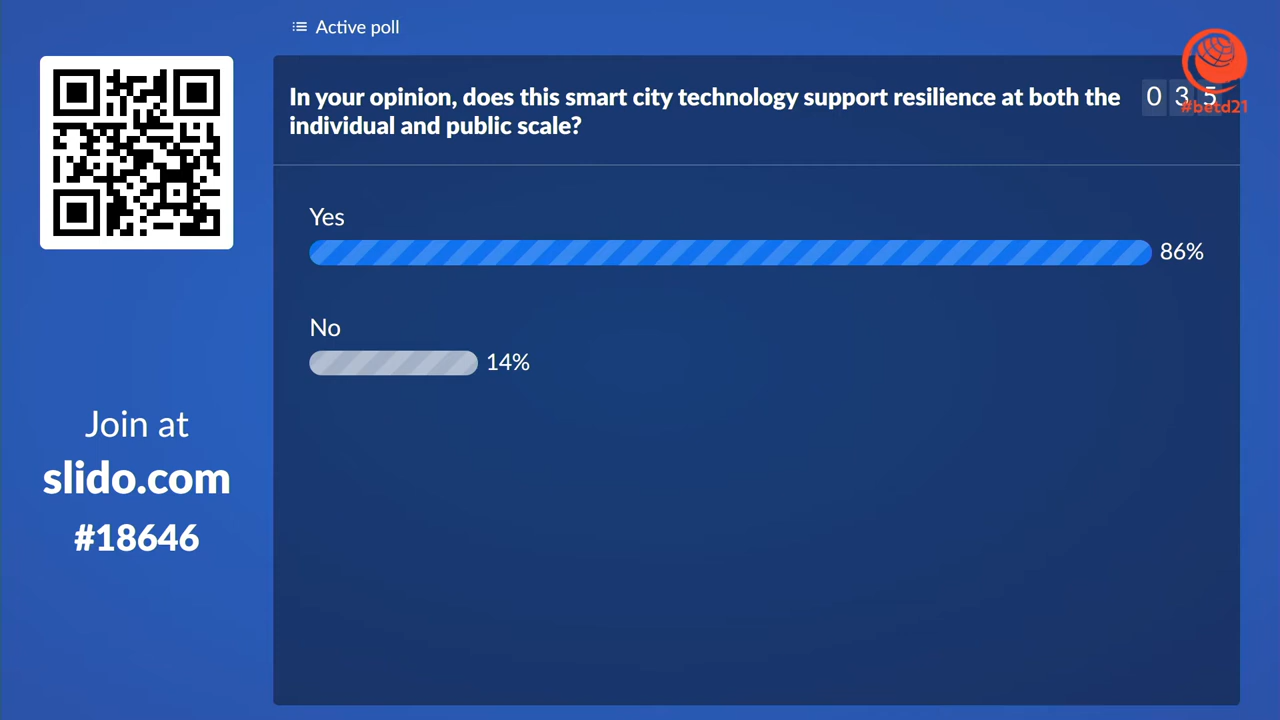 Active poll
In your opinion, does this smart city technology support resilience at both the
individual and public scale?
0 3 5
#betd21
Yes
86%
No
14%
Join at
slido.com
#18646